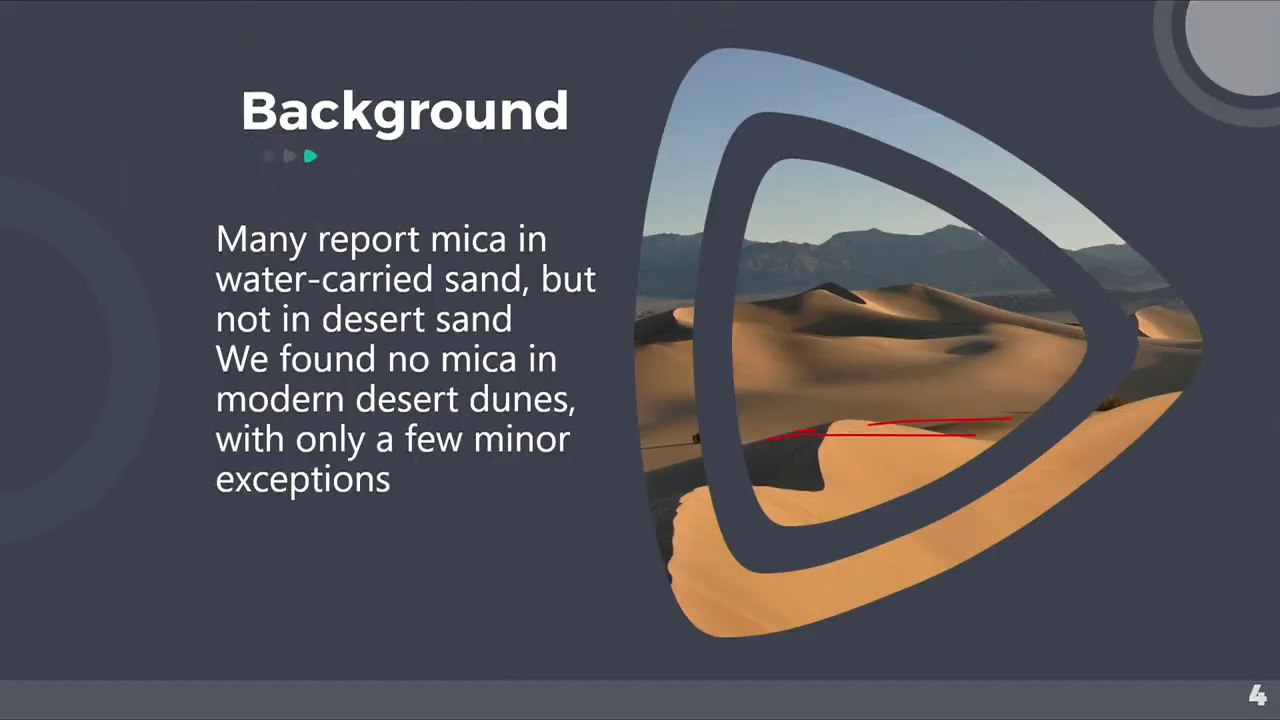 Background
Many report mica in
water-carried sand, but
not in desert sand
We found no mica in
modern desert dunes,
with only a few minor
exceptions
4